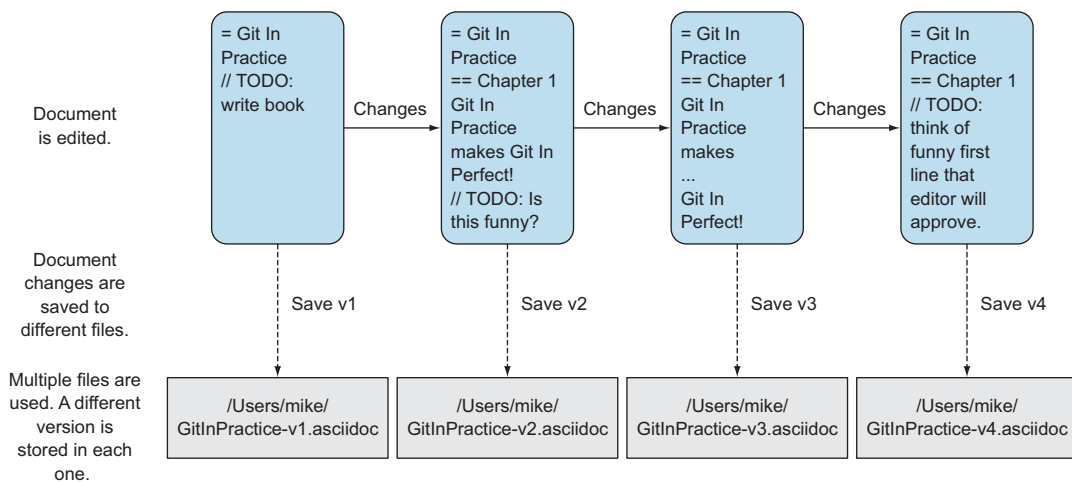 = Git In
Practice
// TODO:
write book
= Git In
Practice
== Chapter 1
Git In
Practice
makes Git In
Perfect!
// TODO: Is
this funny?
= Git In
Practice
== Chapter 1
Git In
Practice
makes
...
Git In
Perfect!
= Git In
Practice
== Chapter 1
// TODO:
think of
funny first
line that
editor will
approve.
Document
is edited.
Changes
Changes
Changes
Document
changes are
saved to
different files.
Save v1
Save v2
Save v3
Save v4
Multiple files are
used. A different
version is
stored in each
one.
/Users/mike/
GitInPractice-v1.asciidoc
/Users/mike/
GitInPractice-v2.asciidoc
/Users/mike/
GitInPractice-v3.asciidoc
/Users/mike/
GitInPractice-v4.asciidoc